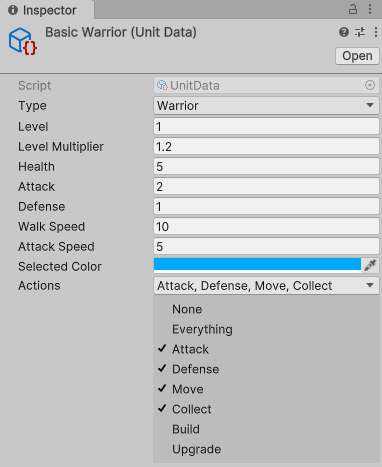 Inspector
Basic Warrior (Unit Data)
Open
Script UnitData
Type Warrior
Level 1
Level Multiplier 1.2
Health 5
Attack 2
Defense 1
Walk Speed 10
Attack Speed 5
Selected Color
Actions Attack, Defense, Move, Collect
None
Everything
Attack
Defense
Move
Collect
Build
Upgrade